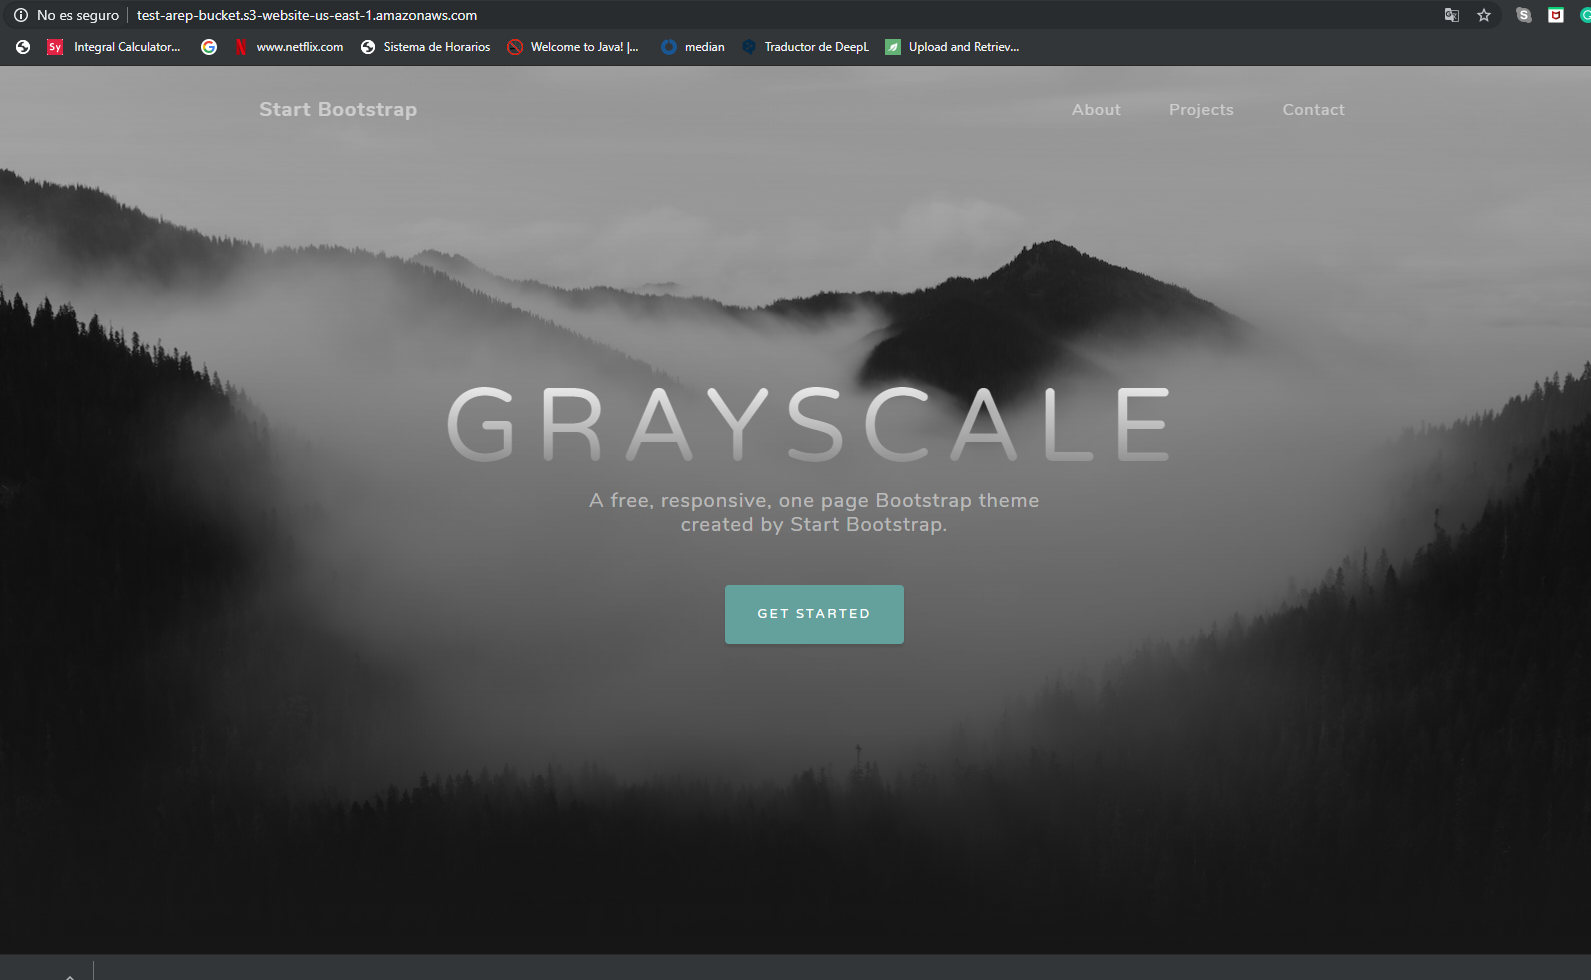 No es seguro test-arep-bucket.s3-website-us-east-1.amazonaws.com
Sy Integral Calculator... www.netflix.com Sistema de Horarios Welcome to Java! |... median Traductor de DeepL Upload and Retriev...
Start Bootstrap About Projects Contact
GRAYSCALE
A free, responsive, one page Bootstrap theme
created by Start Bootstrap.
GET STARTED